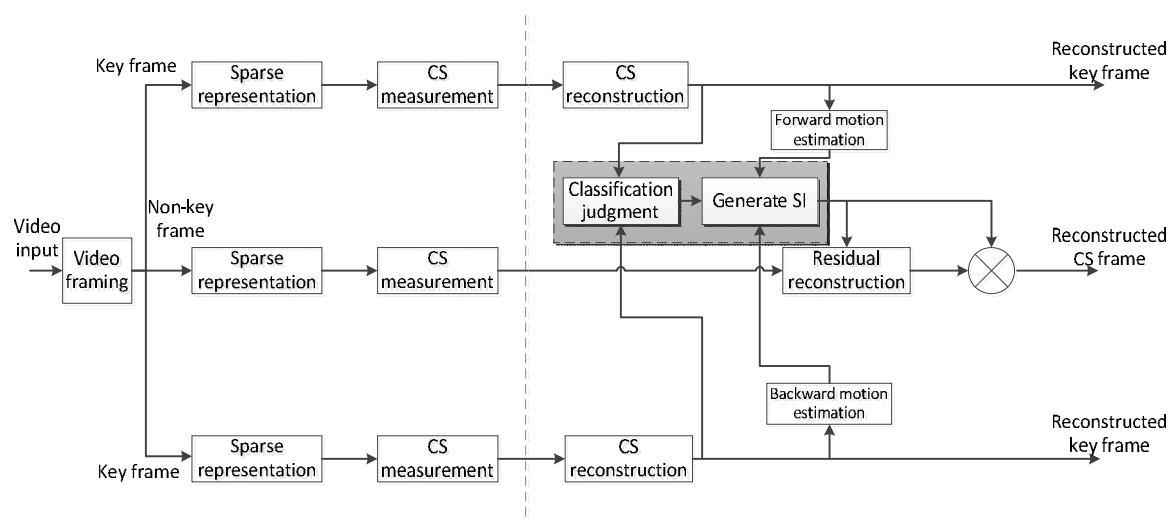 Key frame
Sparse
representation
CS
measurement
CS
reconstruction
Reconstructed
key frame
Forward motion
estimation
Classification
judgment
Generate SI
Video
input
Video
framing
Non-key
frame
Sparse
representation
CS
measurement
Residual
reconstruction
Reconstructed
CS frame
Backward motion
estimation
Key frame
Sparse
representation
CS
measurement
CS
reconstruction
Reconstructed
key frame